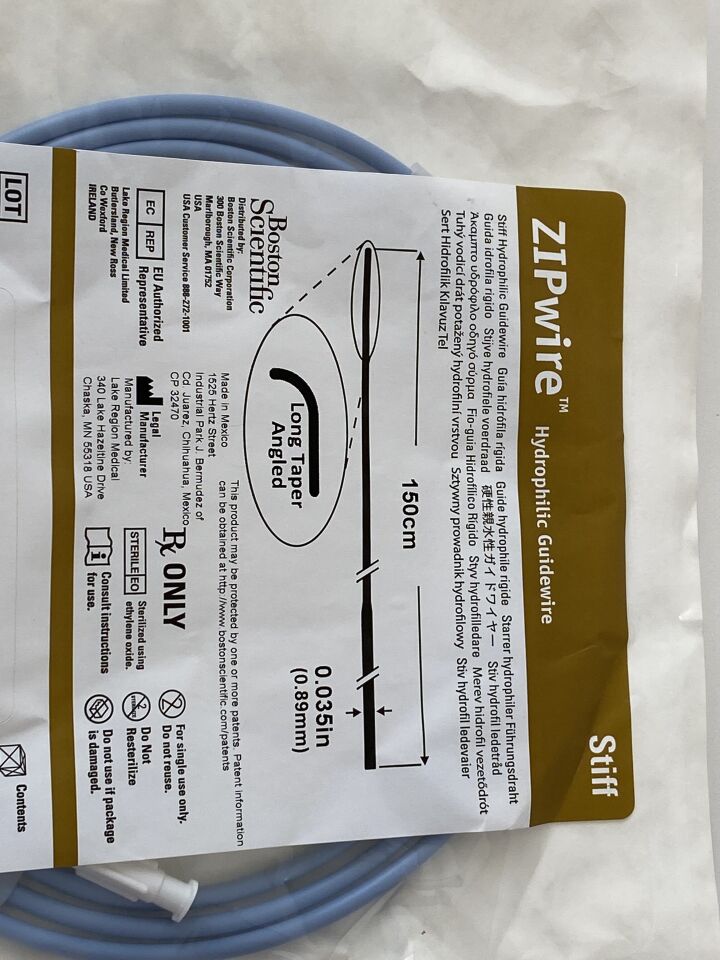 ZIPwire™ Hydrophilic Guidewire
Stiff
Stiff Hydrophilic Guidewire Guía hidrófila rígida Guide hydrophile rigide Starrer hydrophiler Führungsdraht
Guida idrofila rigido Stijve hydrofiele voerdraad 硬性親水性ガイドワイヤー Stiv hydrofil ledetråd
Άκαμπτο υδρόφιλο οδηγό σύρμα Fio-guia Hidrofílico Rígido Styv hydrofilledare Merev hidrofil vezetődrót
Tuhý vodicí drát potažený hydrofilní vrstvou Sztywny prowadnik hydrofilowy Stiv hydrofil ledevaier
Sert Hidrofilik Kılavuz Tel
150cm
0.035in
(0.89mm)
Long Taper
Angled
Boston
Scientific
Distributed by:
Boston Scientific Corporation
300 Boston Scientific Way
Marlborough, MA 01752
USA
USA Customer Service 888-272-1001
EC REP
EU Authorized
Representative
Lake Region Medical Limited
Butlersland, New Ross
Co Wexford
IRELAND
This product may be protected by one or more patents. Patent information
can be obtained at http://www.bostonscientific.com/patents
Made in Mexico
1525 Hertz Street
Industrial Park J. Bermudez of
Cd. Juarez, Chihuahua, Mexico
CP 32470
Legal
Manufacturer
Manufactured by:
Lake Region Medical
340 Lake Hazeltine Drive
Chaska, MN 55318 USA
Rx ONLY
STERILE EO
Sterilized using
ethylene oxide.
Consult instructions
for use.
For single use only.
Do not reuse.
Do Not
Resterilize
Do not use if package
is damaged.
LOT
Contents